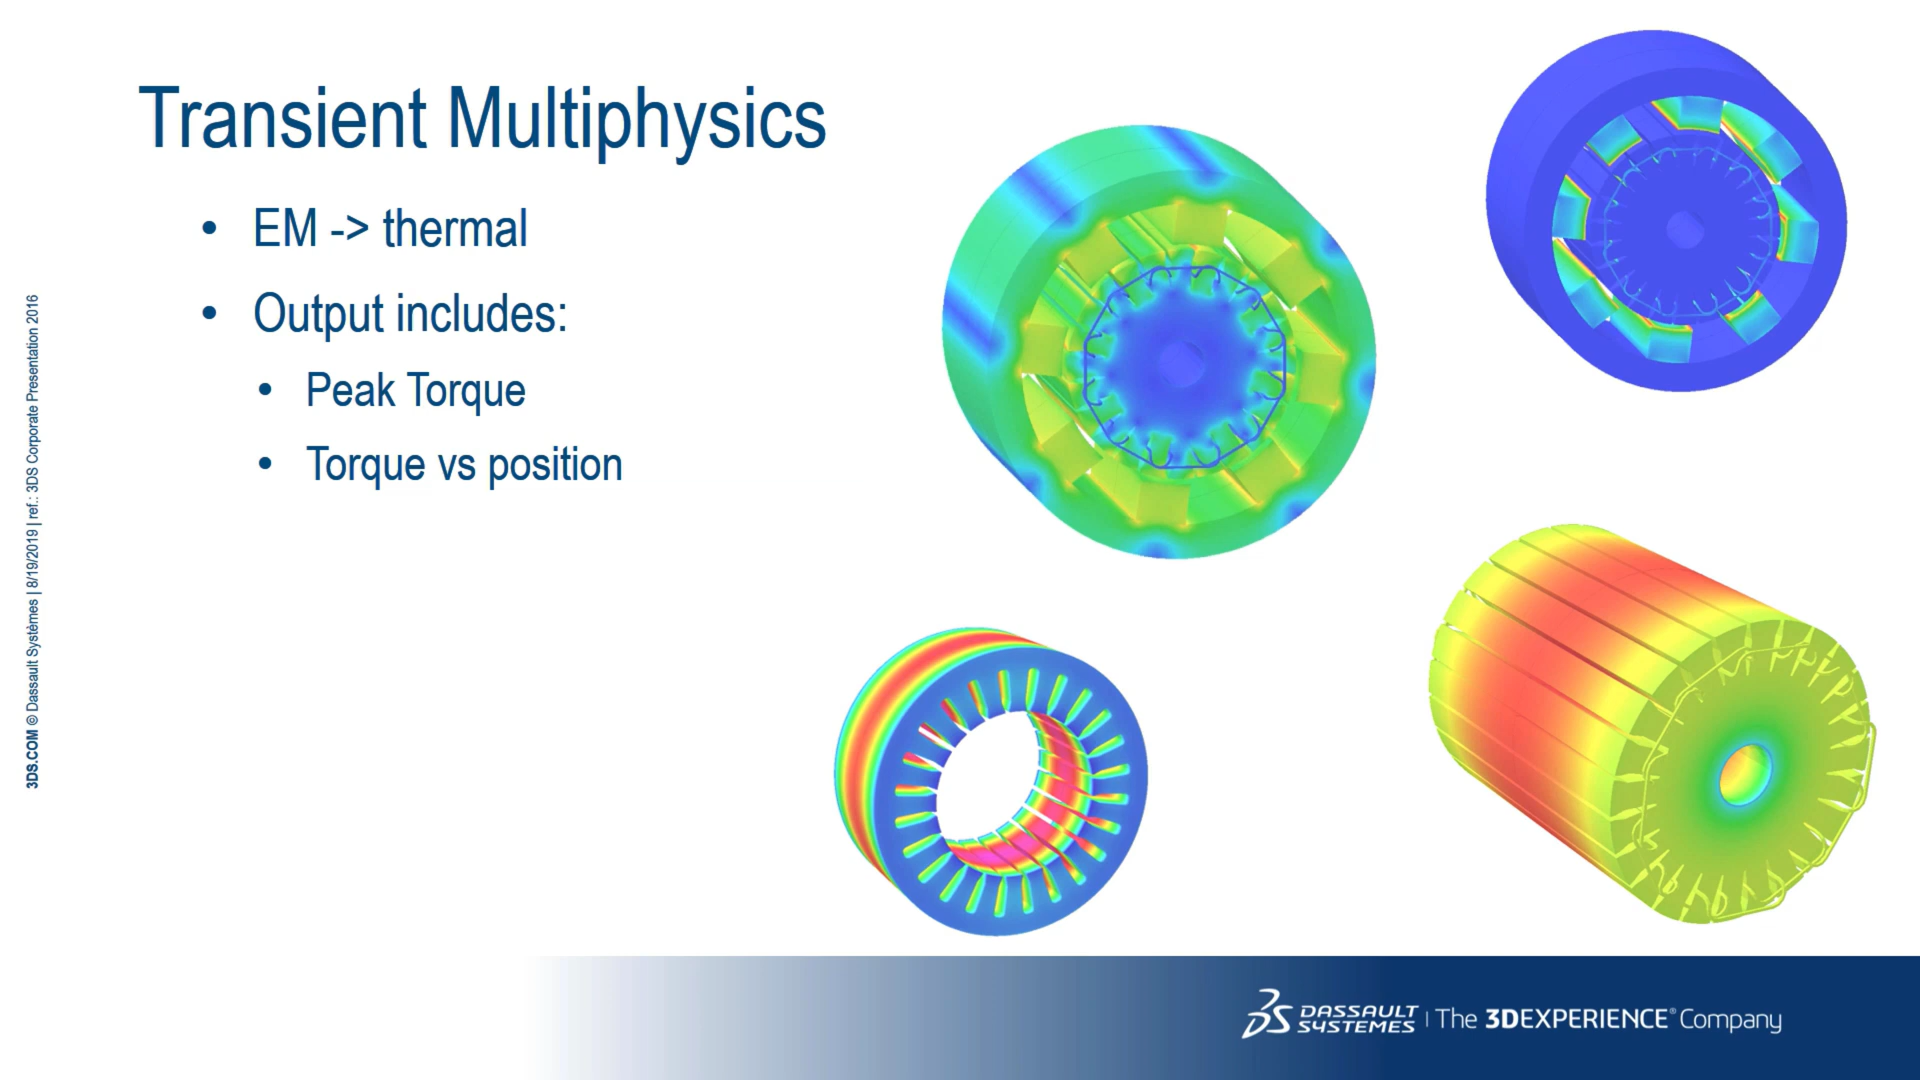 Transient Multiphysics
• EM -> thermal
• Output includes:
• Peak Torque
• Torque vs position
3DS.COM © Dassault Systèmes | 8/19/2019 | ref.: 3DS Corporate Presentation 2016
3DS DASSAULT SYSTEMES | The 3DEXPERIENCE® Company